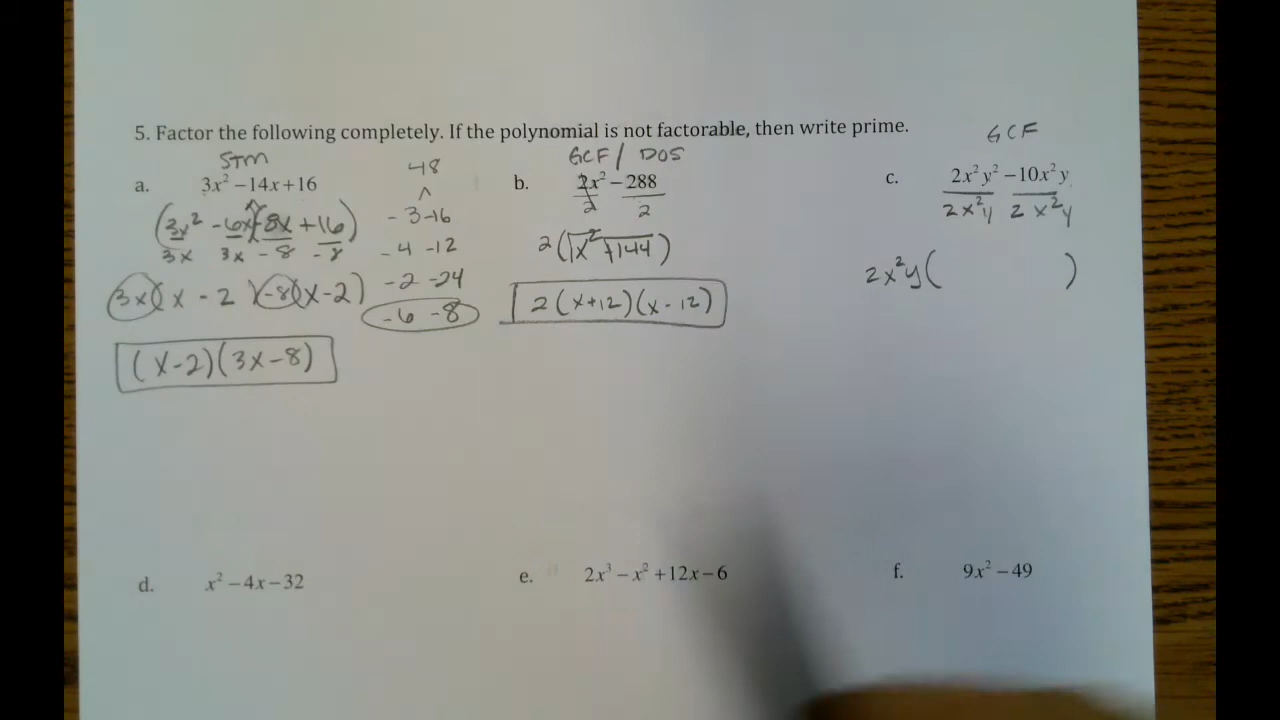 5. Factor the following completely. If the polynomial is not factorable, then write prime.
a. STM
3x² − 14x + 16
(3x² − 6x)(−8x + 16)
3x 3x −8 −8
3x(x − 2) −8(x − 2)
(x − 2)(3x − 8)
48
^
−3 −16
−4 −12
−2 −24
−6 −8
b. GCF / DOS
2x² − 288
2 2
2(√x² − √144)
2(x + 12)(x − 12)
c. GCF
2x²y² − 10x²y
2x²y 2x²y
2x²y( )
d. x² − 4x − 32
e. 2x³ − x² + 12x − 6
f. 9x² − 49